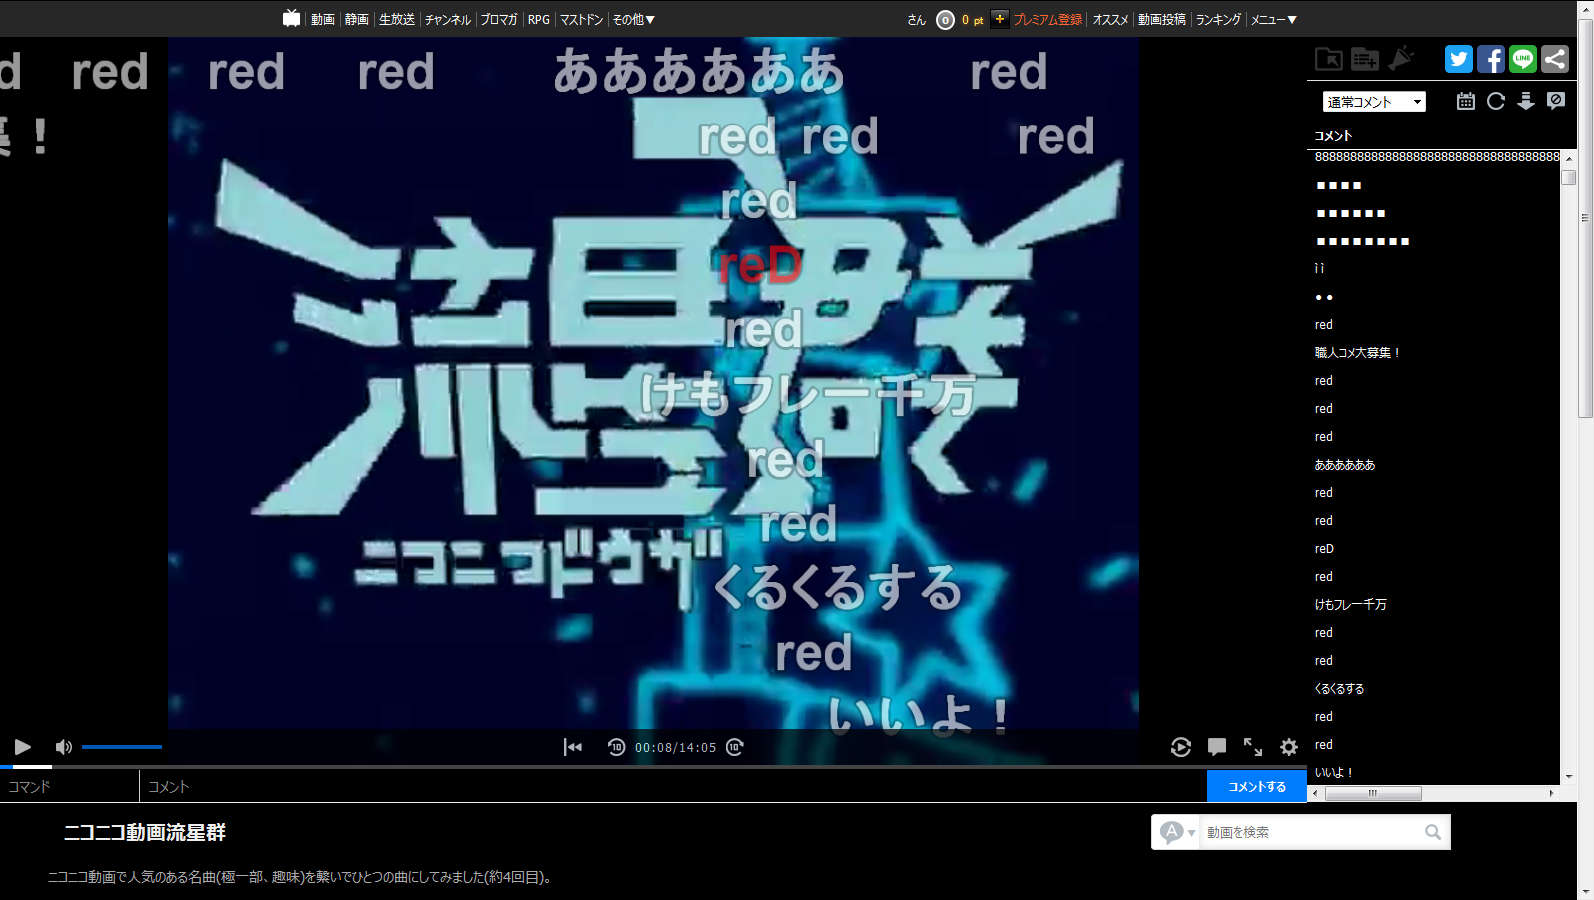 動画 静画 生放送 チャンネル ブロマガ RPG マストドン その他▼
さん 0 0 pt + プレミアム登録 オススメ 動画投稿 ランキング メニュー▼
d red red red ああああああ red
！ red red red
red
reD
red
けもフレー千万
red
red
くるくるする
red
いいよ！
流星群
ニコニコドウガ
LINE
通常コメント
コメント
■ ■ ■ ■
■ ■ ■ ■ ■ ■
■ ■ ■ ■ ■ ■ ■ ■
● ●
red
職人コメ大募集！
red
red
red
ああああああ
red
red
reD
red
けもフレー千万
red
red
くるくるする
red
red
いいよ！
10 00:08/14:05 10
コマンド コメント コメントする
ニコニコ動画流星群
A 動画を検索
ニコニコ動画で人気のある名曲(極一部、趣味)を繋いでひとつの曲にしてみました(約4回目)。